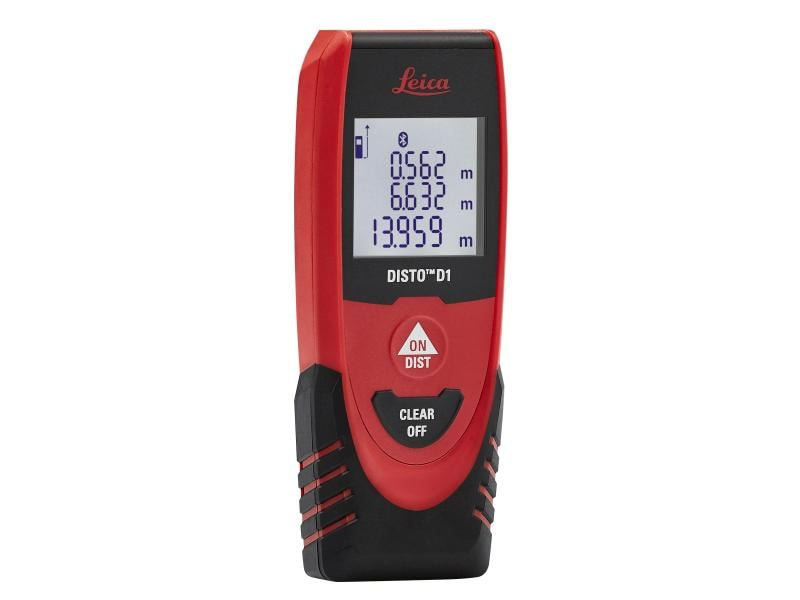 Leica
0.562 m
6.632 m
13.959 m
DISTO™ D1
ON
DIST
CLEAR
OFF